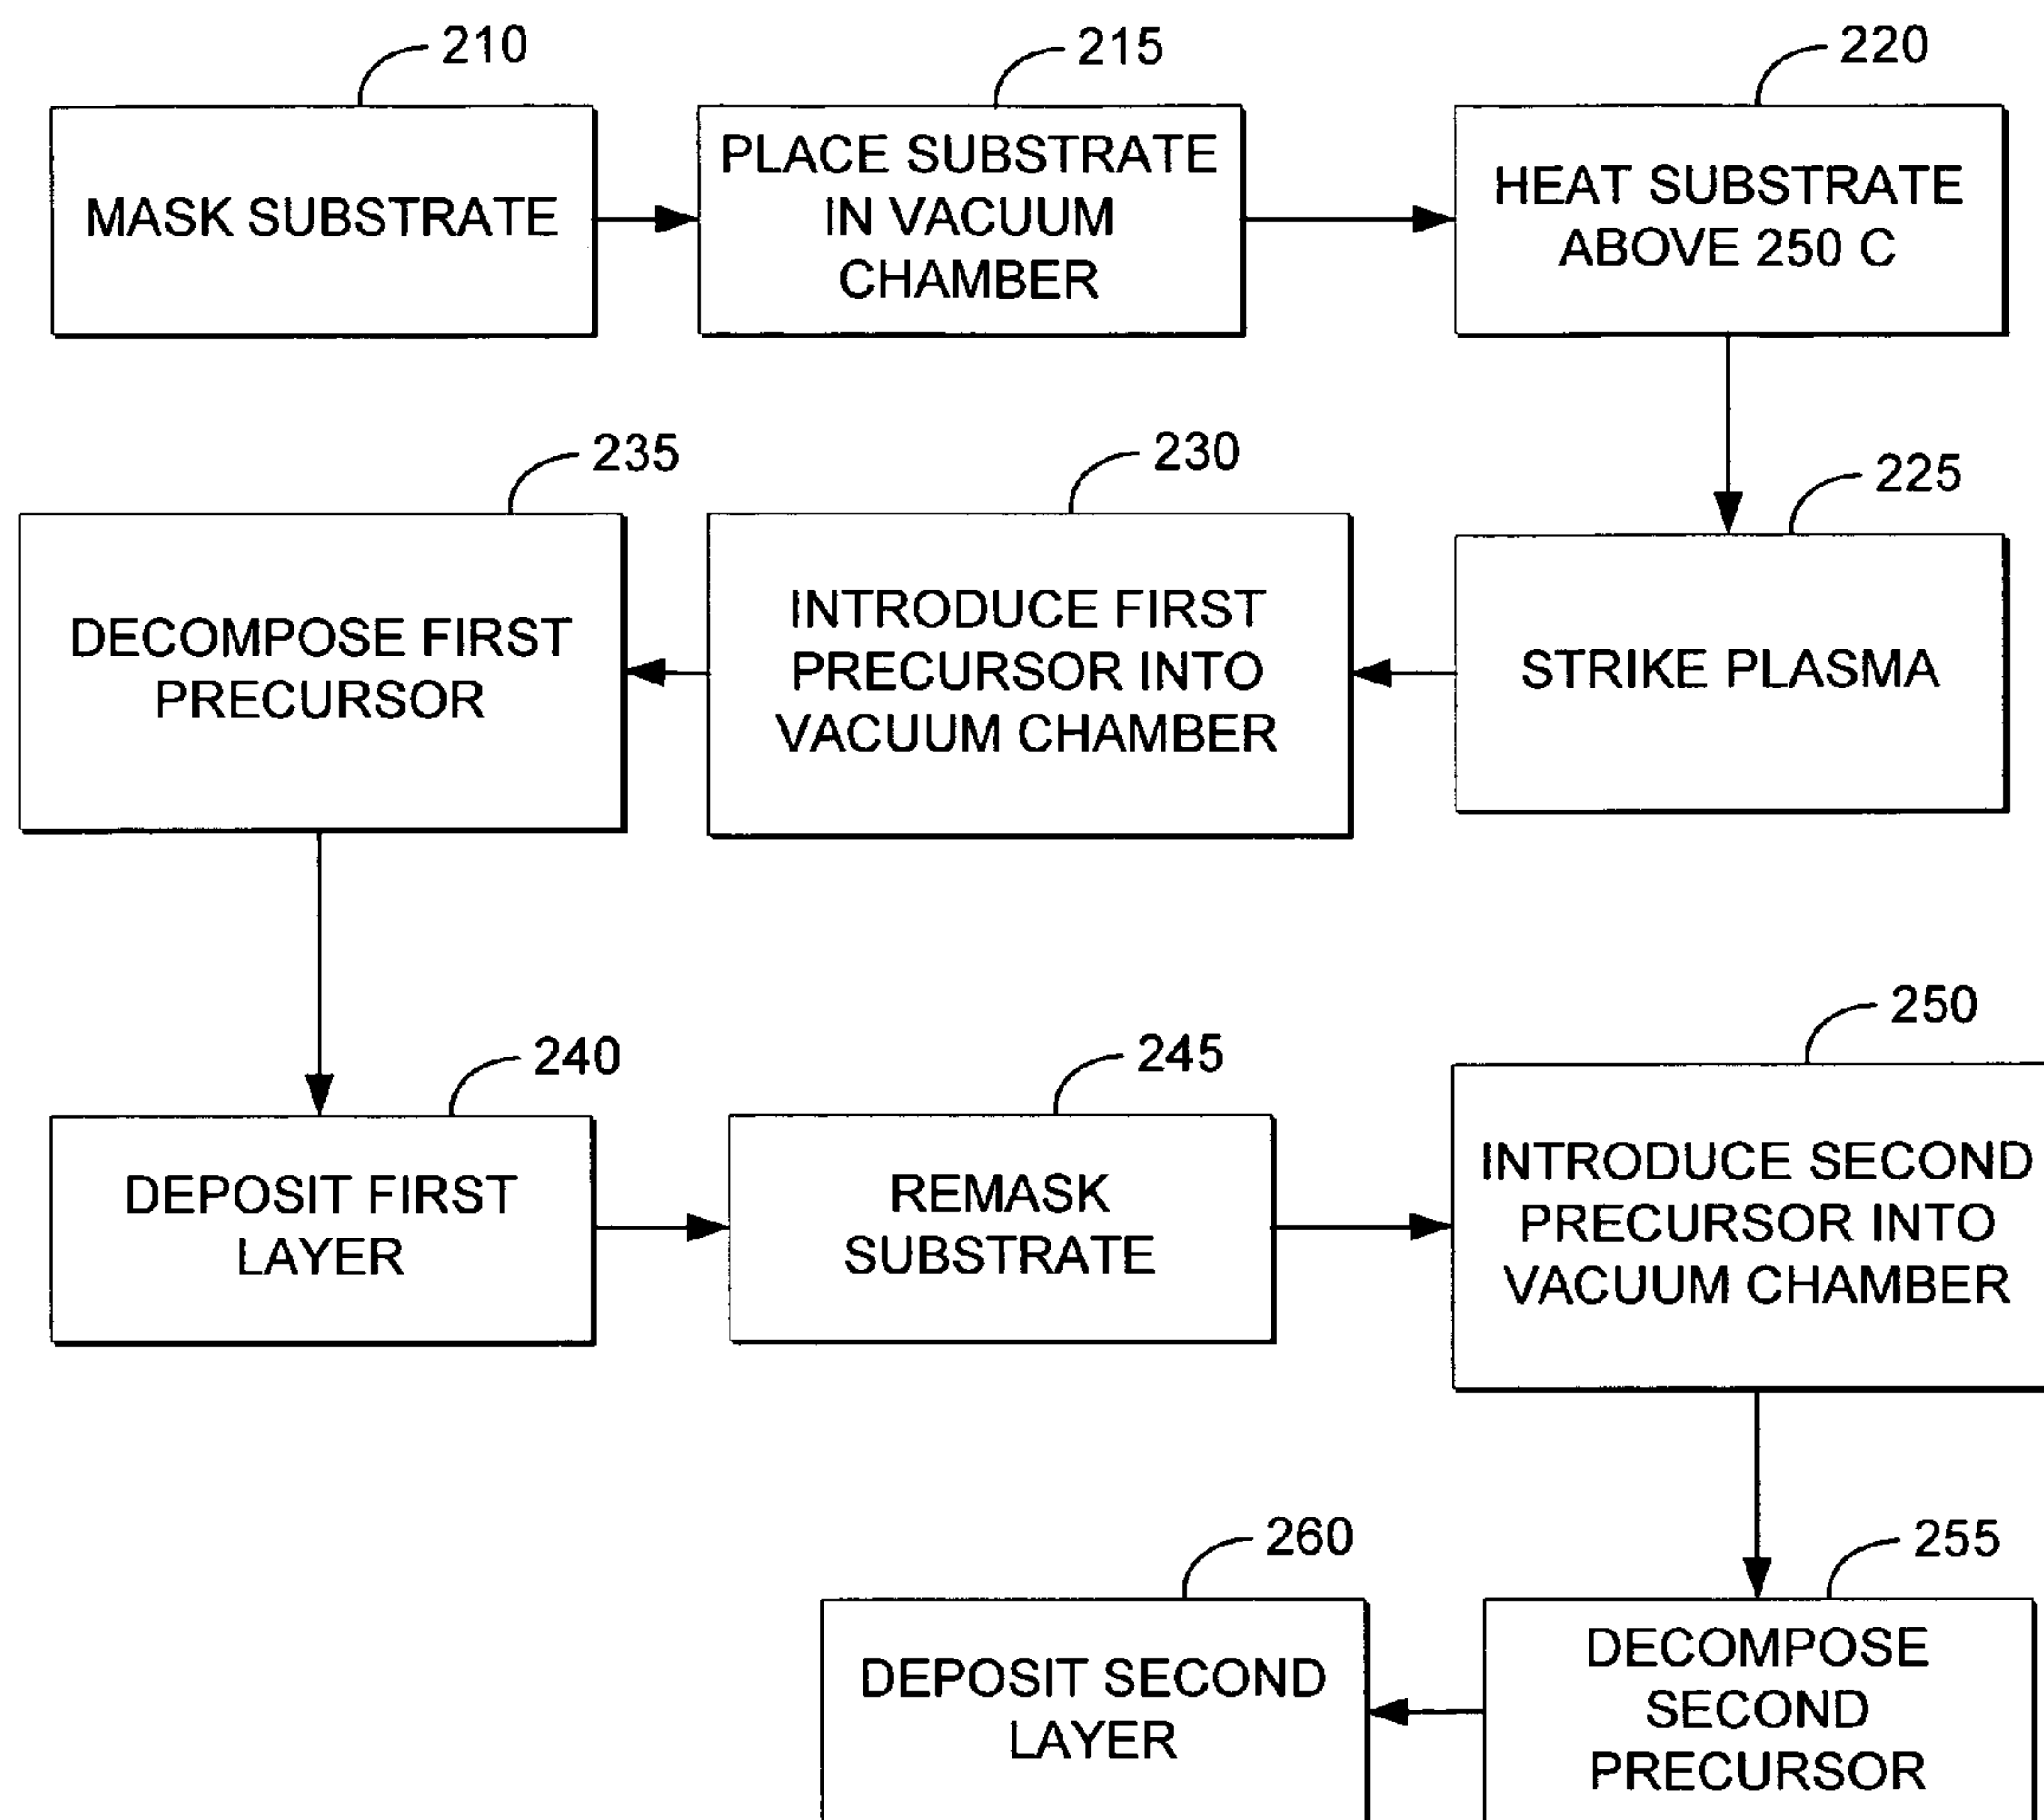 210
MASK SUBSTRATE
215
PLACE SUBSTRATE
IN VACUUM
CHAMBER
220
HEAT SUBSTRATE
ABOVE 250 C
225
STRIKE PLASMA
230
INTRODUCE FIRST
PRECURSOR INTO
VACUUM CHAMBER
235
DECOMPOSE FIRST
PRECURSOR
240
DEPOSIT FIRST
LAYER
245
REMASK
SUBSTRATE
250
INTRODUCE SECOND
PRECURSOR INTO
VACUUM CHAMBER
255
DECOMPOSE
SECOND
PRECURSOR
260
DEPOSIT SECOND
LAYER